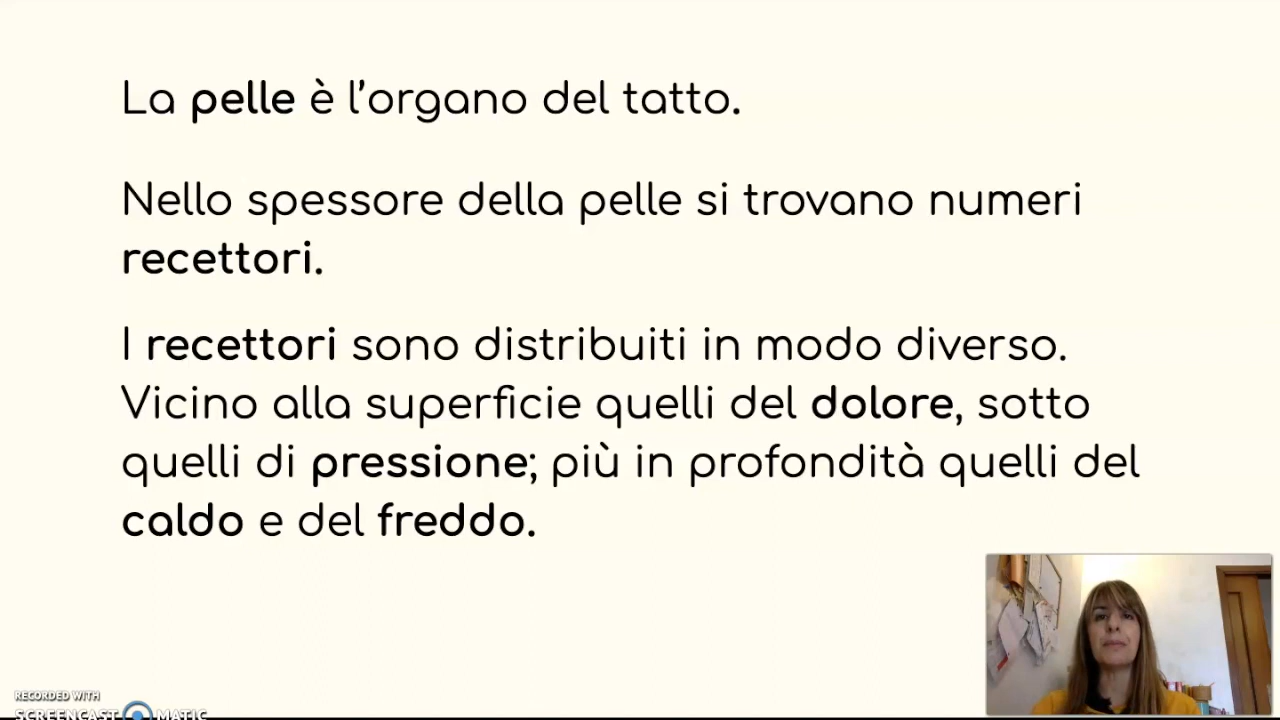 La pelle è l’organo del tatto.
Nello spessore della pelle si trovano numeri
recettori.
I recettori sono distribuiti in modo diverso.
Vicino alla superficie quelli del dolore, sotto
quelli di pressione; più in profondità quelli del
caldo e del freddo.
RECORDED WITH
SCREENCAST MATIC